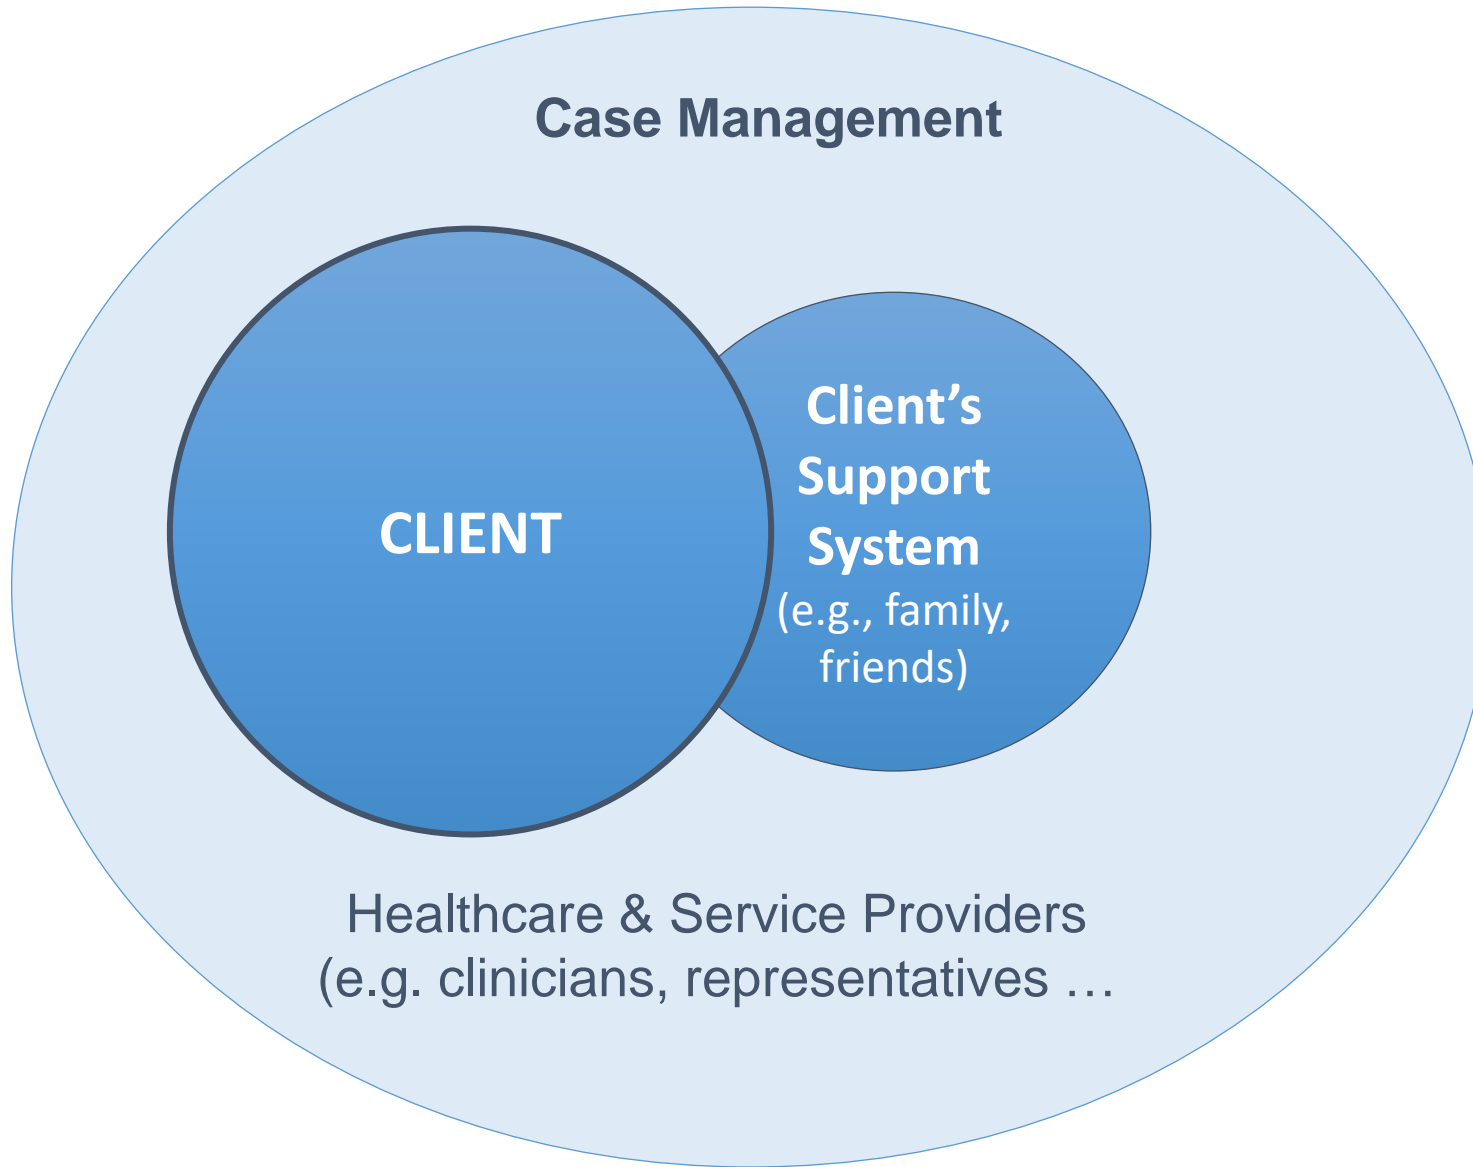 Case Management
CLIENT
Client’s
Support
System
(e.g., family,
friends)
Healthcare & Service Providers
(e.g. clinicians, representatives …